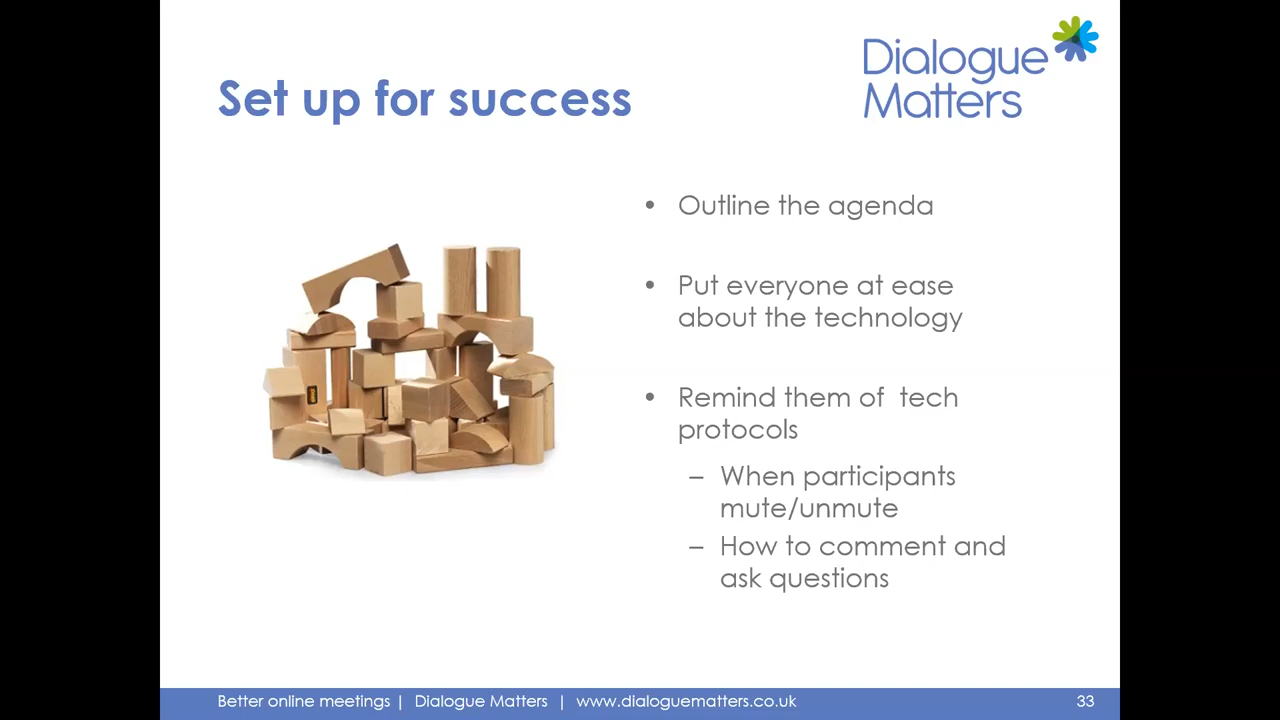 Dialogue
Matters
Set up for success
• Outline the agenda
• Put everyone at ease
about the technology
• Remind them of  tech
protocols
– When participants
mute/unmute
– How to comment and
ask questions
Better online meetings | Dialogue Matters | www.dialoguematters.co.uk 33